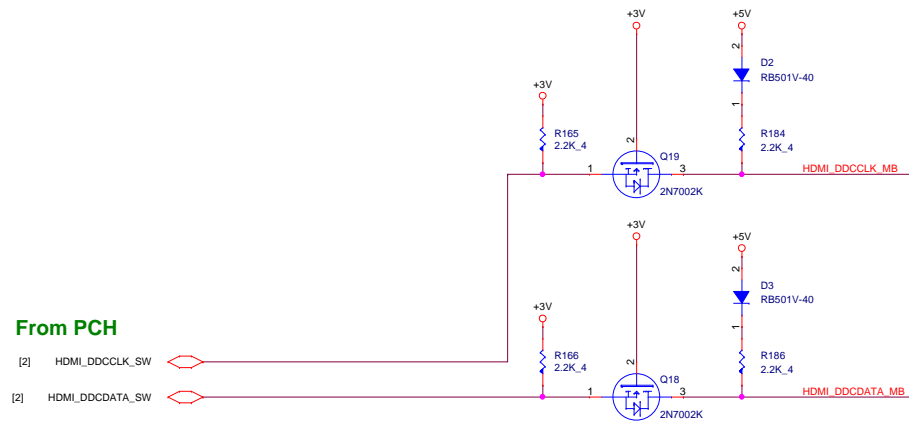 +3V
+5V
2
D2
RB501V-40
1
+3V
R165
2.2K_4
2
R184
2.2K_4
Q19
1
3
HDMI_DDCCLK_MB
2N7002K
+3V
+5V
2
D3
RB501V-40
1
+3V
From PCH
R166
2.2K_4
2
R186
2.2K_4
[2] HDMI_DDCCLK_SW
Q18
1
3
HDMI_DDCDATA_MB
[2] HDMI_DDCDATA_SW
2N7002K